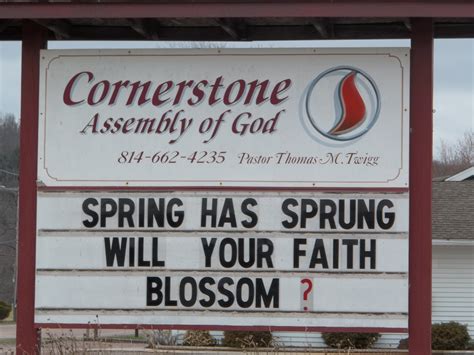 Cornerstone
Assembly of God
814-662-4235 Pastor Thomas M. Twigg
SPRING HAS SPRUNG
WILL YOUR FAITH
BLOSSOM ?